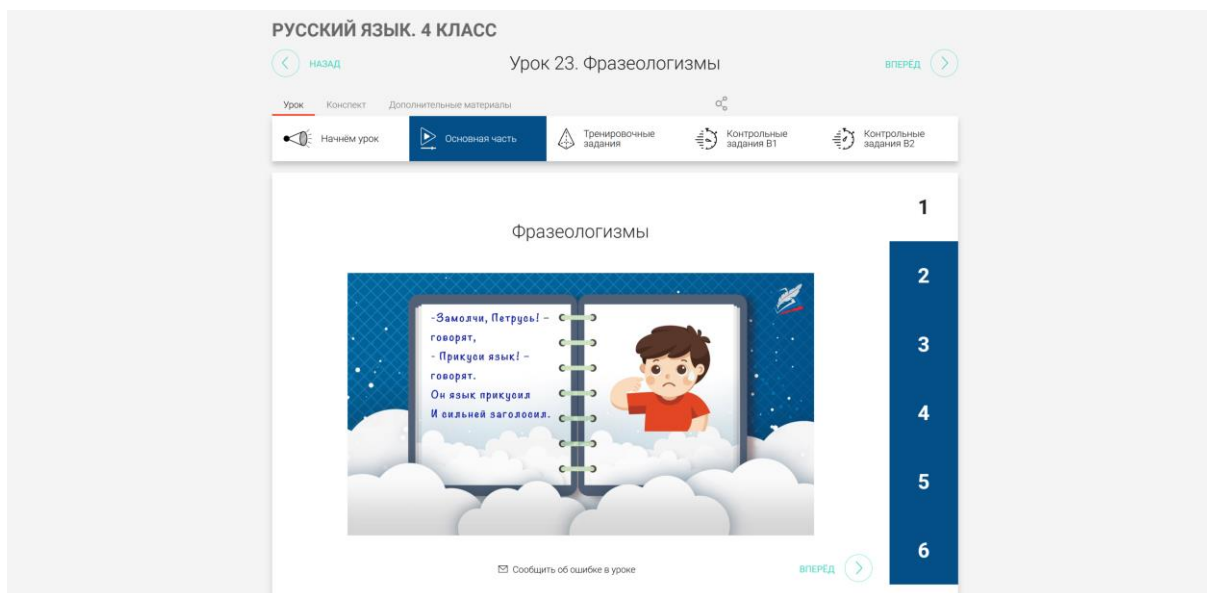 РУССКИЙ ЯЗЫК. 4 КЛАСС
НАЗАД
Урок 23. Фразеологизмы
ВПЕРЁД
Урок Конспект Дополнительные материалы
Начнём урок
Основная часть
Тренировочные
задания
Контрольные
задания В1
Контрольные
задания В2
Фразеологизмы
-Замолчи, Петрусь! –
говорят,
- Прикуси язык! –
говорят.
Он язык прикусил
И сильней заголосил.
1
2
3
4
5
6
Сообщить об ошибке в уроке
ВПЕРЁД